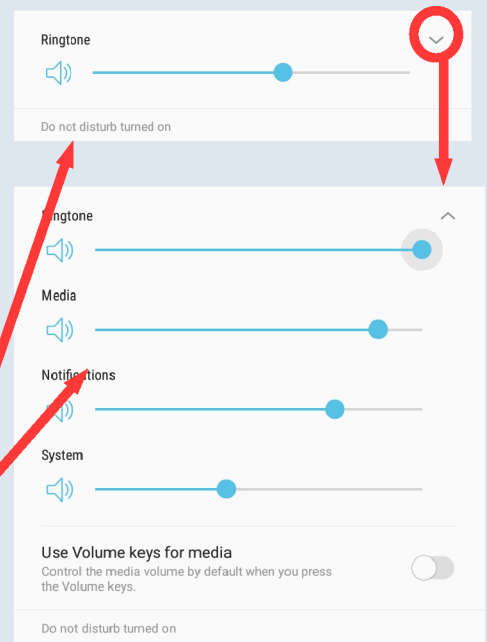 Ringtone
Do not disturb turned on
Ringtone
Media
Notifications
System
Use Volume keys for media
Control the media volume by default when you press
the Volume keys.
Do not disturb turned on